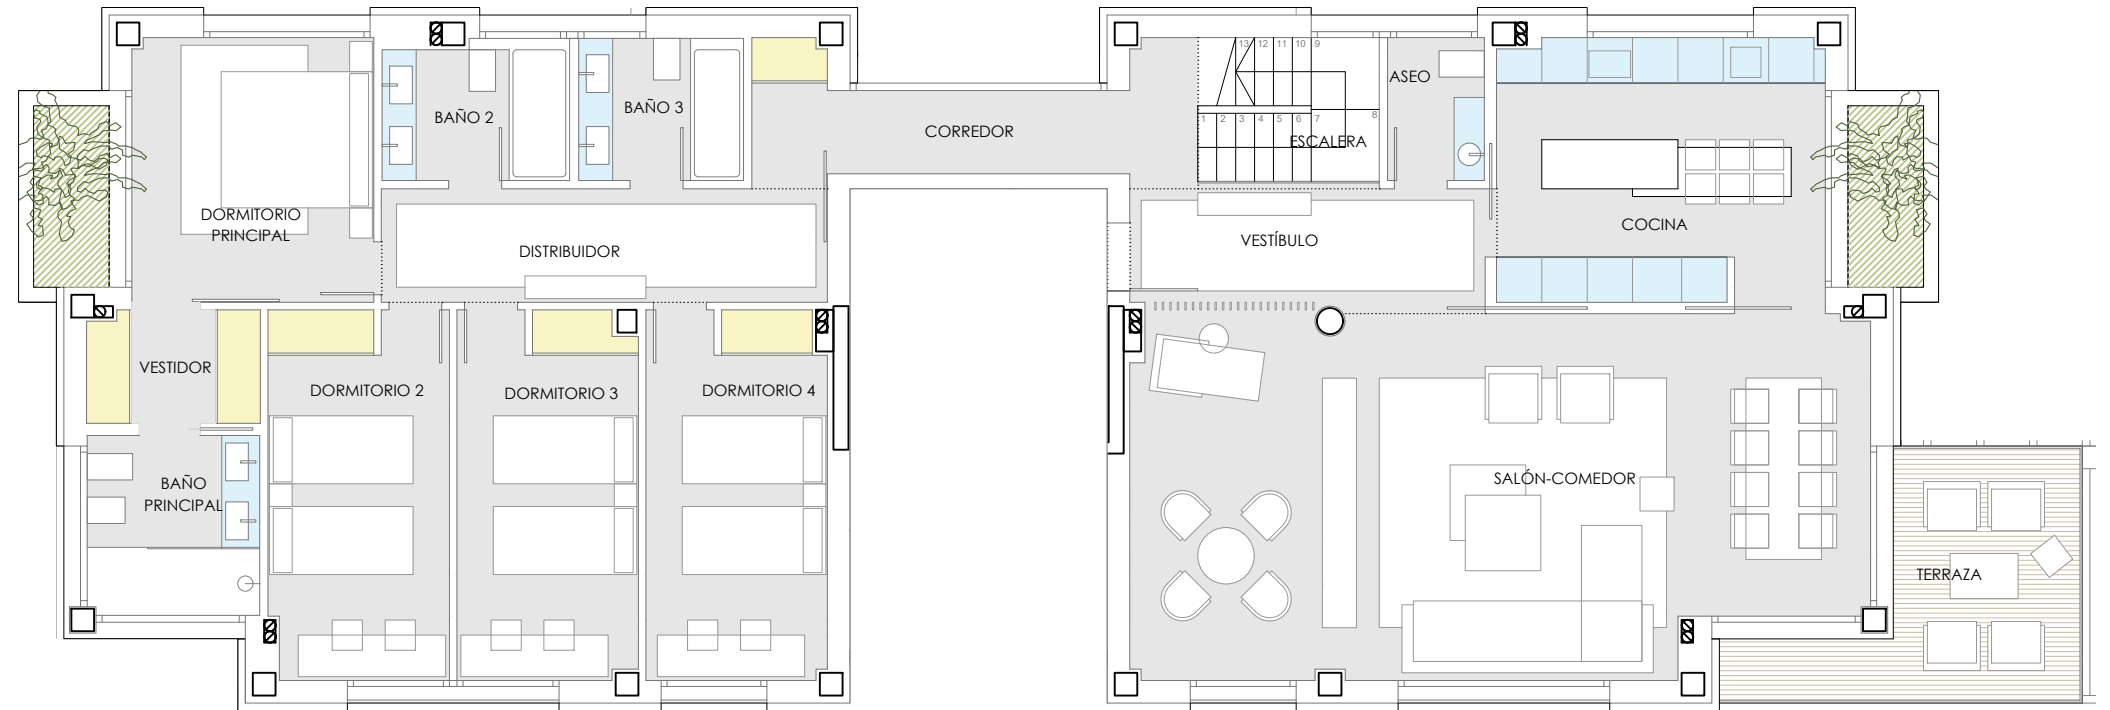 13 12 11 10 9
ASEO
BAÑO 2
BAÑO 3
CORREDOR
1 2 3 4 5 6 7 8
ESCALERA
DORMITORIO
PRINCIPAL
DISTRIBUIDOR
VESTÍBULO
COCINA
VESTIDOR
DORMITORIO 2
DORMITORIO 3
DORMITORIO 4
BAÑO
PRINCIPAL
SALÓN-COMEDOR
TERRAZA